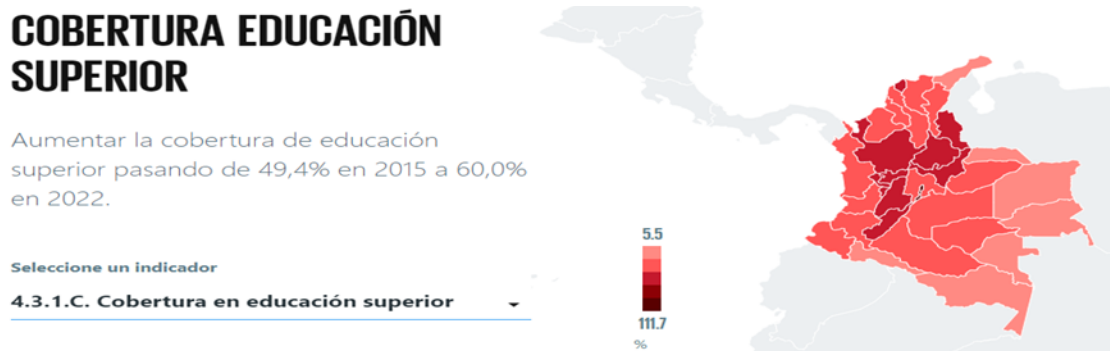 COBERTURA EDUCACIÓN
SUPERIOR
Aumentar la cobertura de educación
superior pasando de 49,4% en 2015 a 60,0%
en 2022.
Seleccione un indicador
4.3.1.C. Cobertura en educación superior
5.5
111.7
%